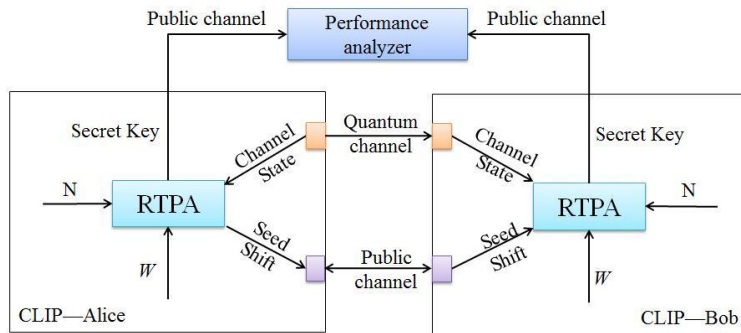 Public channel
Performance
analyzer
Public channel
Secret Key
Channel
State
Quantum
channel
Channel
State
Secret Key
N
RTPA
RTPA
N
Seed
Shift
Public
channel
Seed
Shift
W
W
CLIP—Alice
CLIP—Bob